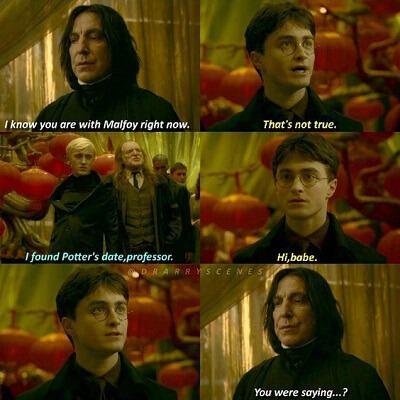 I know you are with Malfoy right now.
That's not true.
I found Potter's date,professor.
Hi,babe.
@DRARRYSCENES
You were saying...?